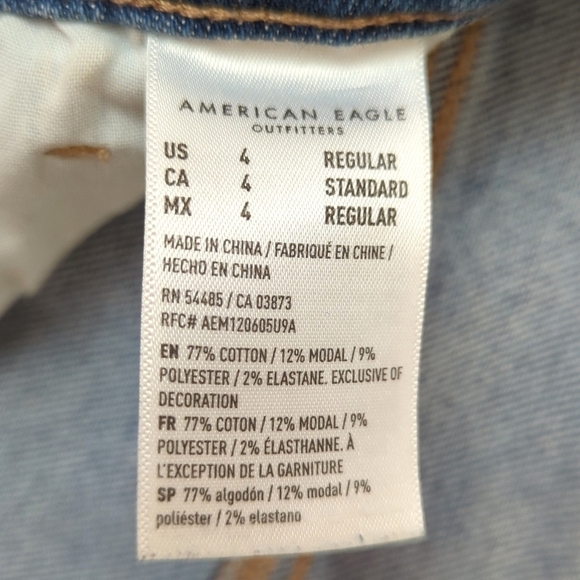 AMERICAN EAGLE
OUTFITTERS
US 4 REGULAR
CA 4 STANDARD
MX 4 REGULAR
MADE IN CHINA / FABRIQUÉ EN CHINE /
HECHO EN CHINA
RN 54485 / CA 03873
RFC# AEM120605U9A
EN 77% COTTON / 12% MODAL / 9%
POLYESTER / 2% ELASTANE. EXCLUSIVE OF
DECORATION
FR 77% COTON / 12% MODAL / 9%
POLYESTER / 2% ÉLASTHANNE. À
L'EXCEPTION DE LA GARNITURE
SP 77% algodón / 12% modal / 9%
poliéster / 2% elastano